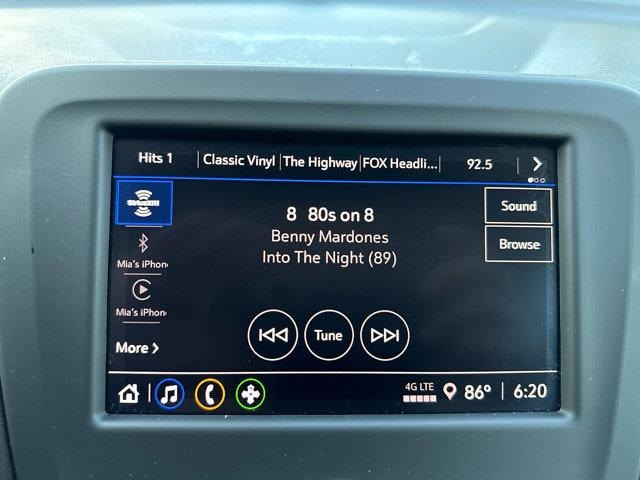 Hits 1 Classic Vinyl The Highway FOX Headli... 92.5
SiriusXM
8 80s on 8
Sound
Benny Mardones
Browse
Into The Night (89)
Mia's iPhon
Mia's iPhon
Tune
More >
4G LTE 86° 6:20